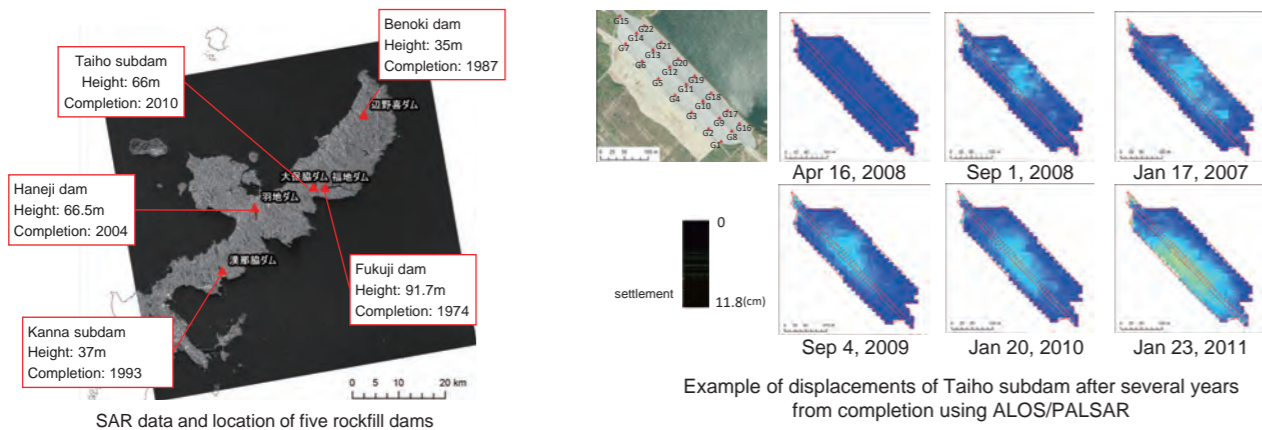 Benoki dam
Height: 35m
Completion: 1987
Taiho subdam
Height: 66m
Completion: 2010
辺野喜ダム
Haneji dam
Height: 66.5m
Completion: 2004
大保脇ダム 福地ダム
羽地ダム
漢那脇ダム
Fukuji dam
Height: 91.7m
Completion: 1974
Kanna subdam
Height: 37m
Completion: 1993
0 5 10 20 km
SAR data and location of five rockfill dams
G15
G22
G14
G7
G21
G13
G6
G20
G12
G5
G19
G11
G4
G18
G10
G3
G17
G9
G16
G2
G8
G1
Apr 16, 2008
Sep 1, 2008
Jan 17, 2007
0
settlement
11.8(cm)
Sep 4, 2009
Jan 20, 2010
Jan 23, 2011
Example of displacements of Taiho subdam after several years
from completion using ALOS/PALSAR